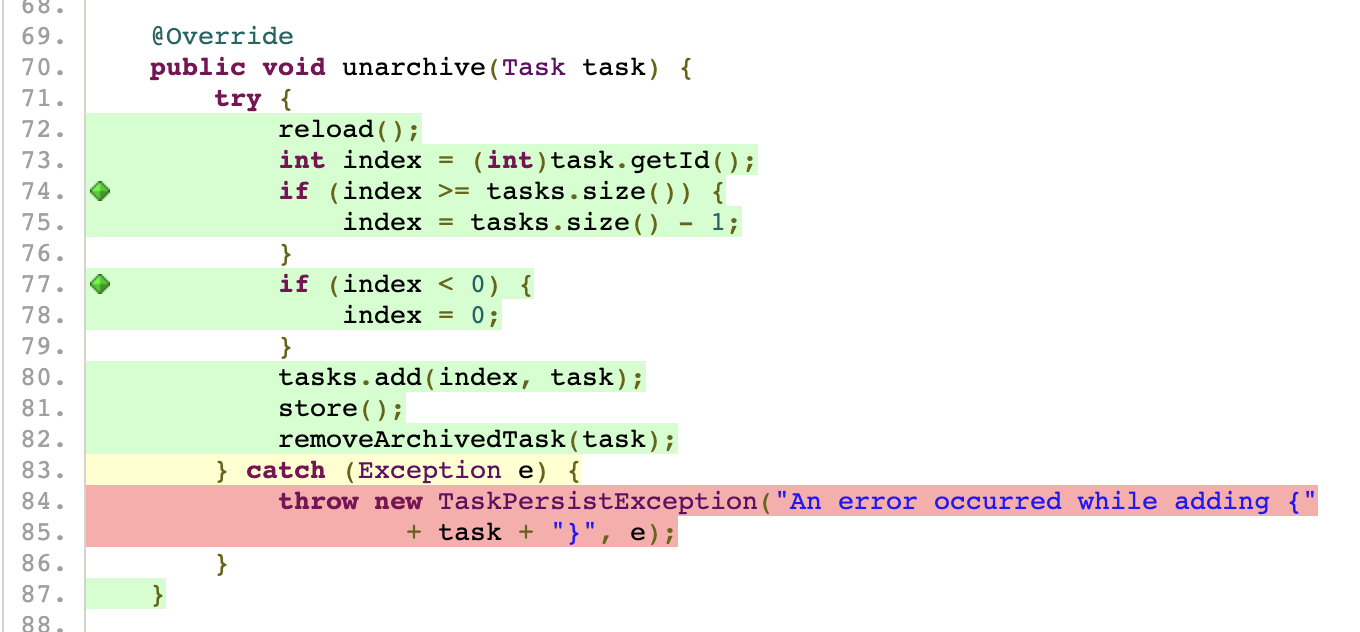 68.
69.     @Override
70.     public void unarchive(Task task) {
71.         try {
72.             reload();
73.             int index = (int)task.getId();
74.             if (index >= tasks.size()) {
75.                 index = tasks.size() - 1;
76.             }
77.             if (index < 0) {
78.                 index = 0;
79.             }
80.             tasks.add(index, task);
81.             store();
82.             removeArchivedTask(task);
83.         } catch (Exception e) {
84.             throw new TaskPersistException("An error occurred while adding {"
85.                     + task + "}", e);
86.         }
87.     }
88.